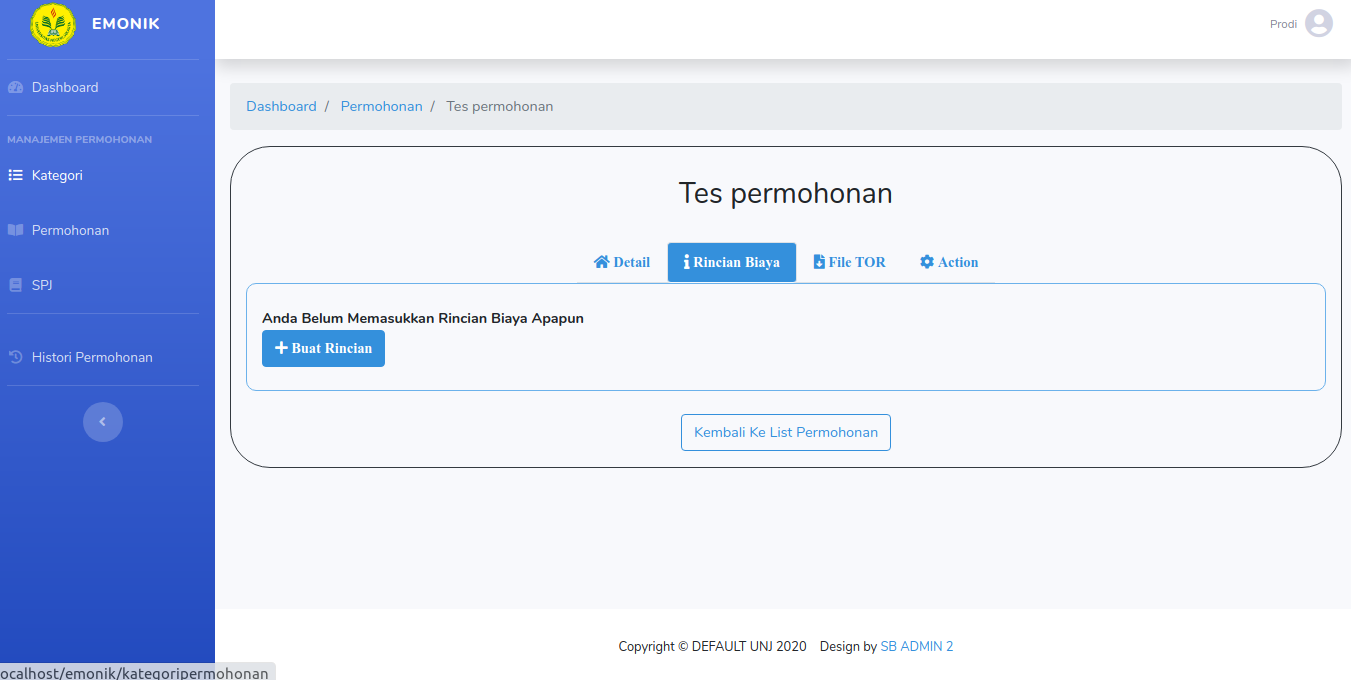 EMONIK
Prodi
Dashboard
MANAJEMEN PERMOHONAN
Kategori
Permohonan
SPJ
Histori Permohonan
Dashboard / Permohonan / Tes permohonan
Tes permohonan
Detail Rincian Biaya File TOR Action
Anda Belum Memasukkan Rincian Biaya Apapun
Buat Rincian
Kembali Ke List Permohonan
Copyright © DEFAULT UNJ 2020 Design by SB ADMIN 2
ocalhost/emonik/kategoripermohonan